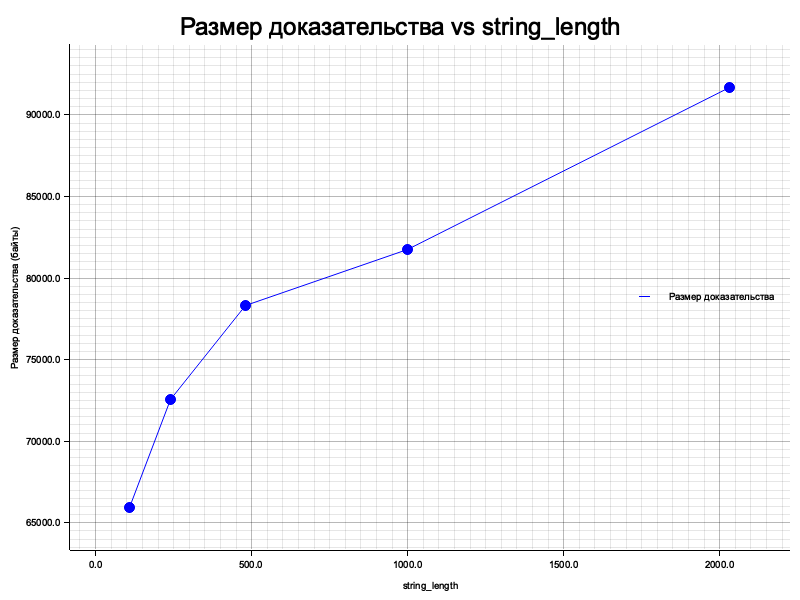 Размер доказательства vs string_length
90000.0
85000.0
80000.0
75000.0
70000.0
65000.0
Размер доказательства (байты)
Размер доказательства
0.0
500.0
1000.0
1500.0
2000.0
string_length